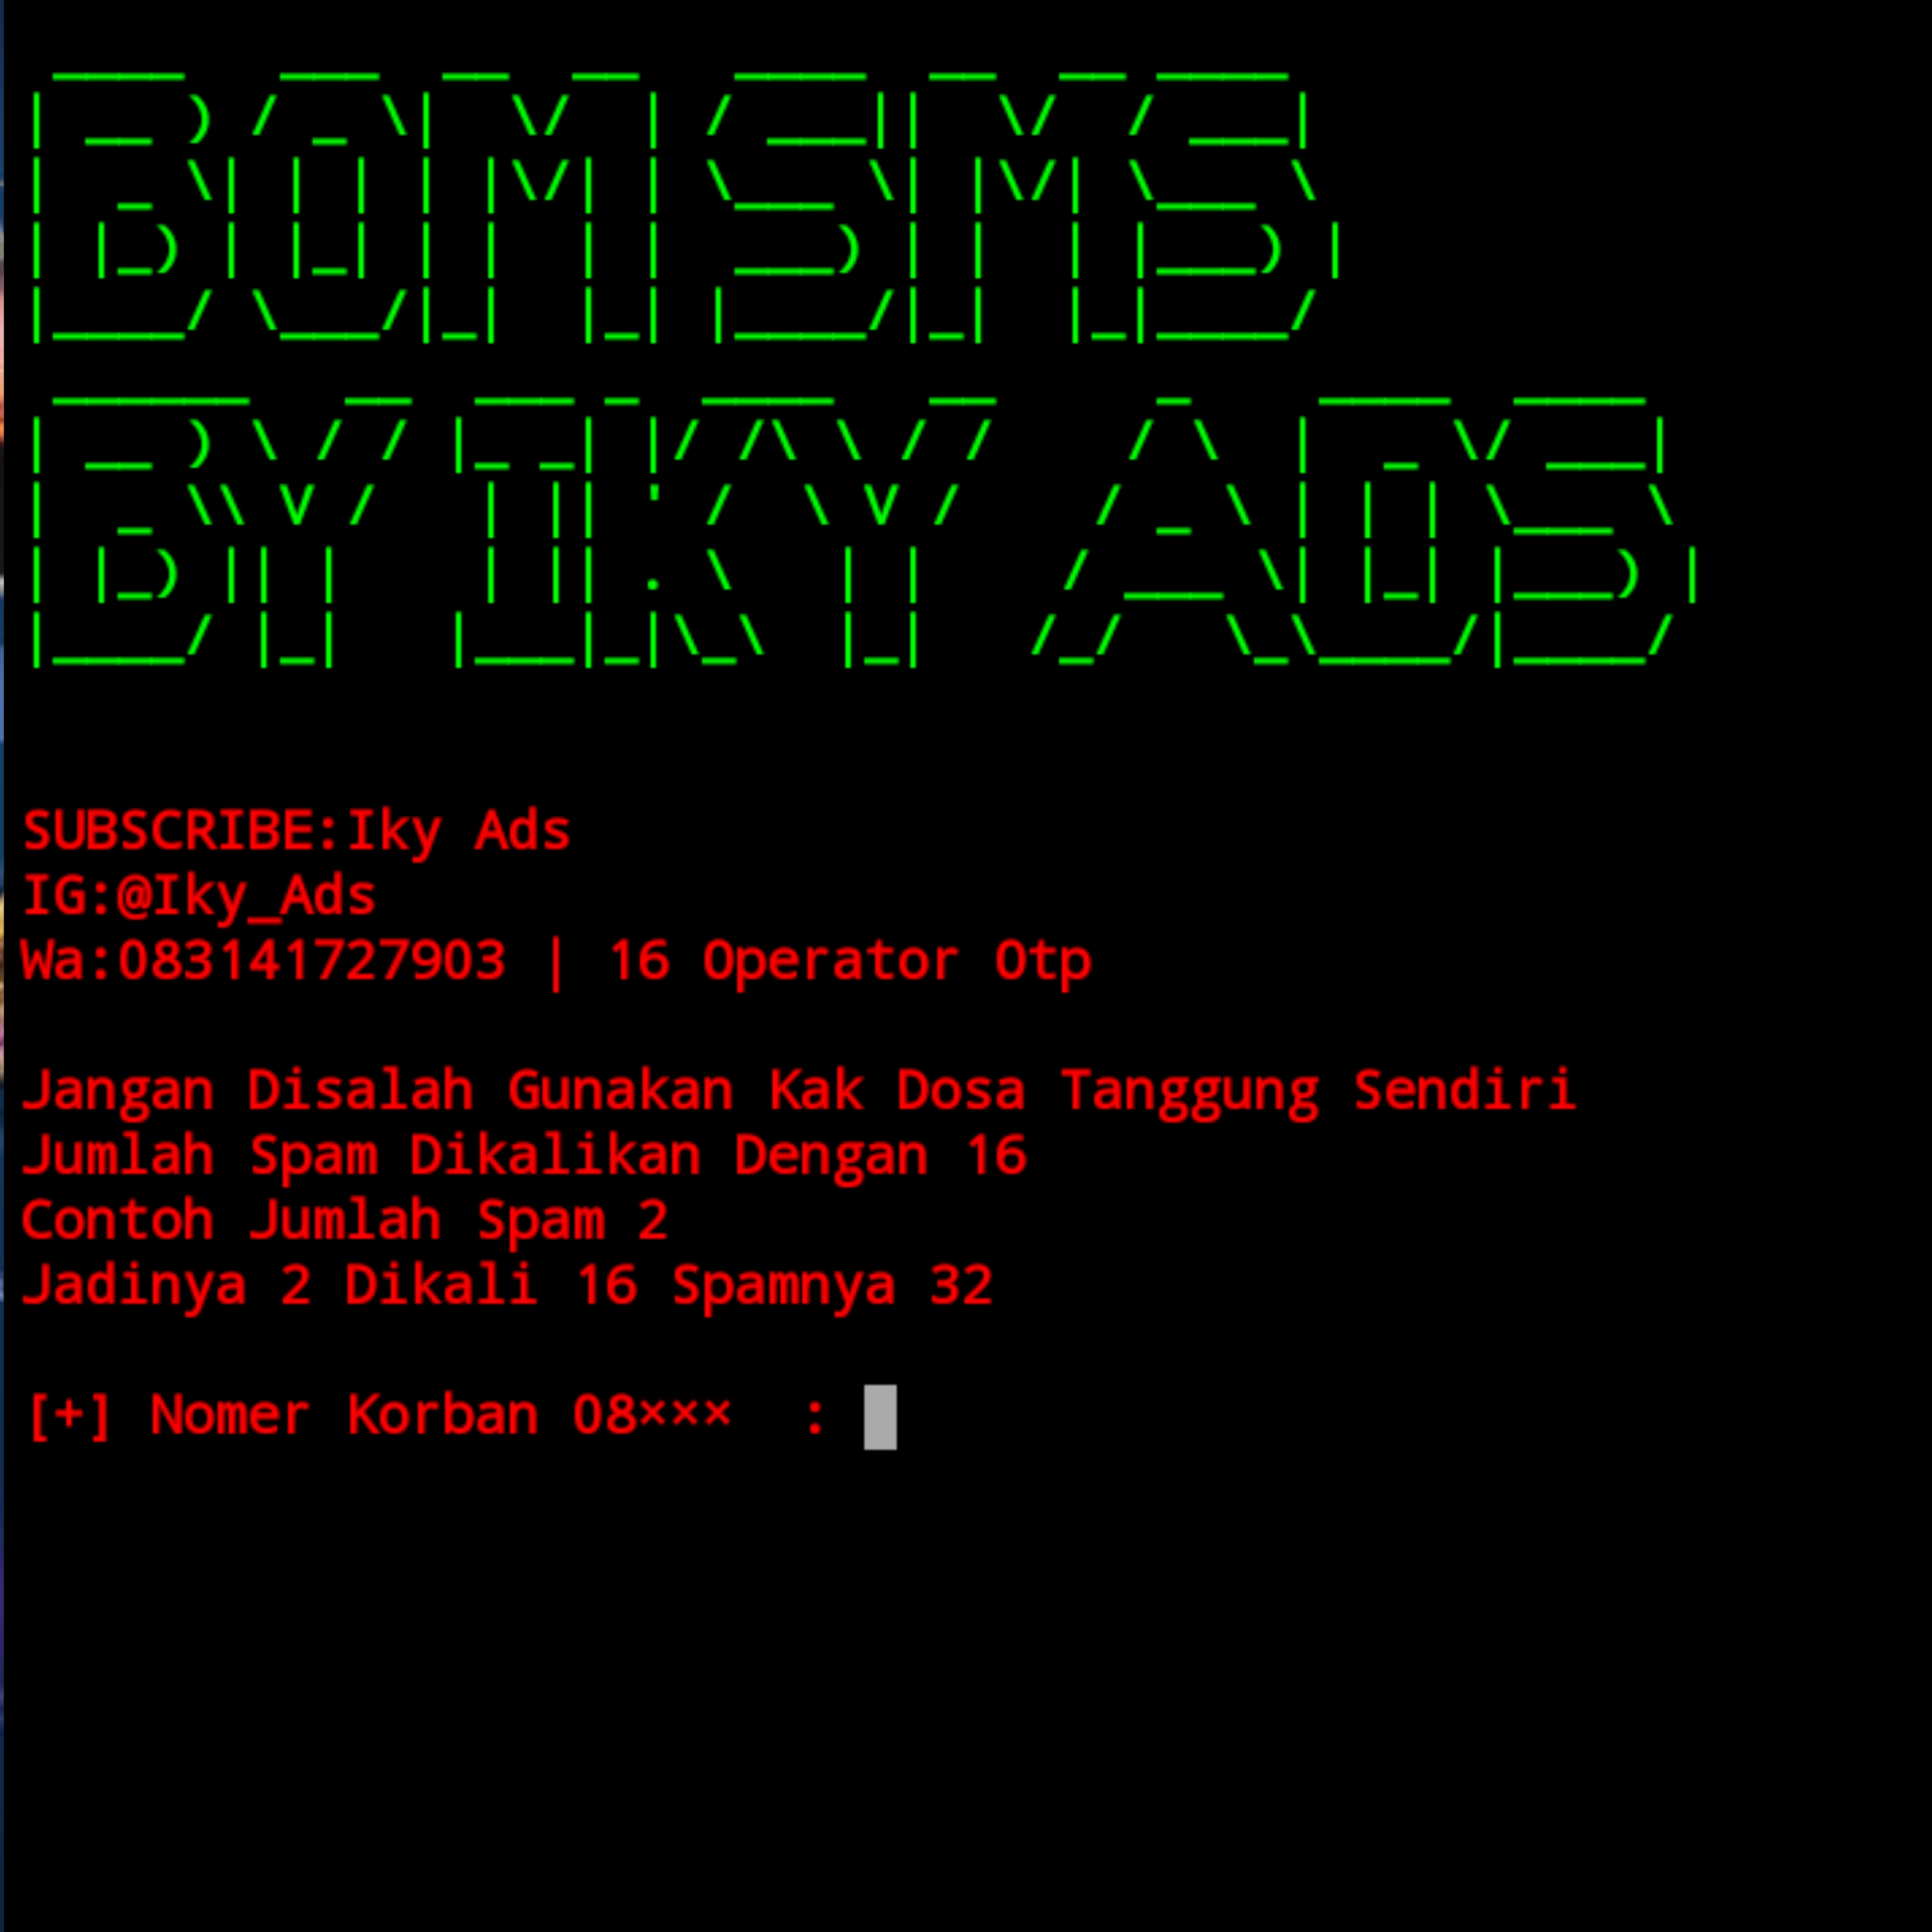 BOMSMS
BY IKY ADS
SUBSCRIBE:Iky Ads
IG:@Iky_Ads
Wa:083141727903 | 16 Operator Otp
Jangan Disalah Gunakan Kak Dosa Tanggung Sendiri
Jumlah Spam Dikalikan Dengan 16
Contoh Jumlah Spam 2
Jadinya 2 Dikali 16 Spamnya 32
[+] Nomer Korban 08××× :